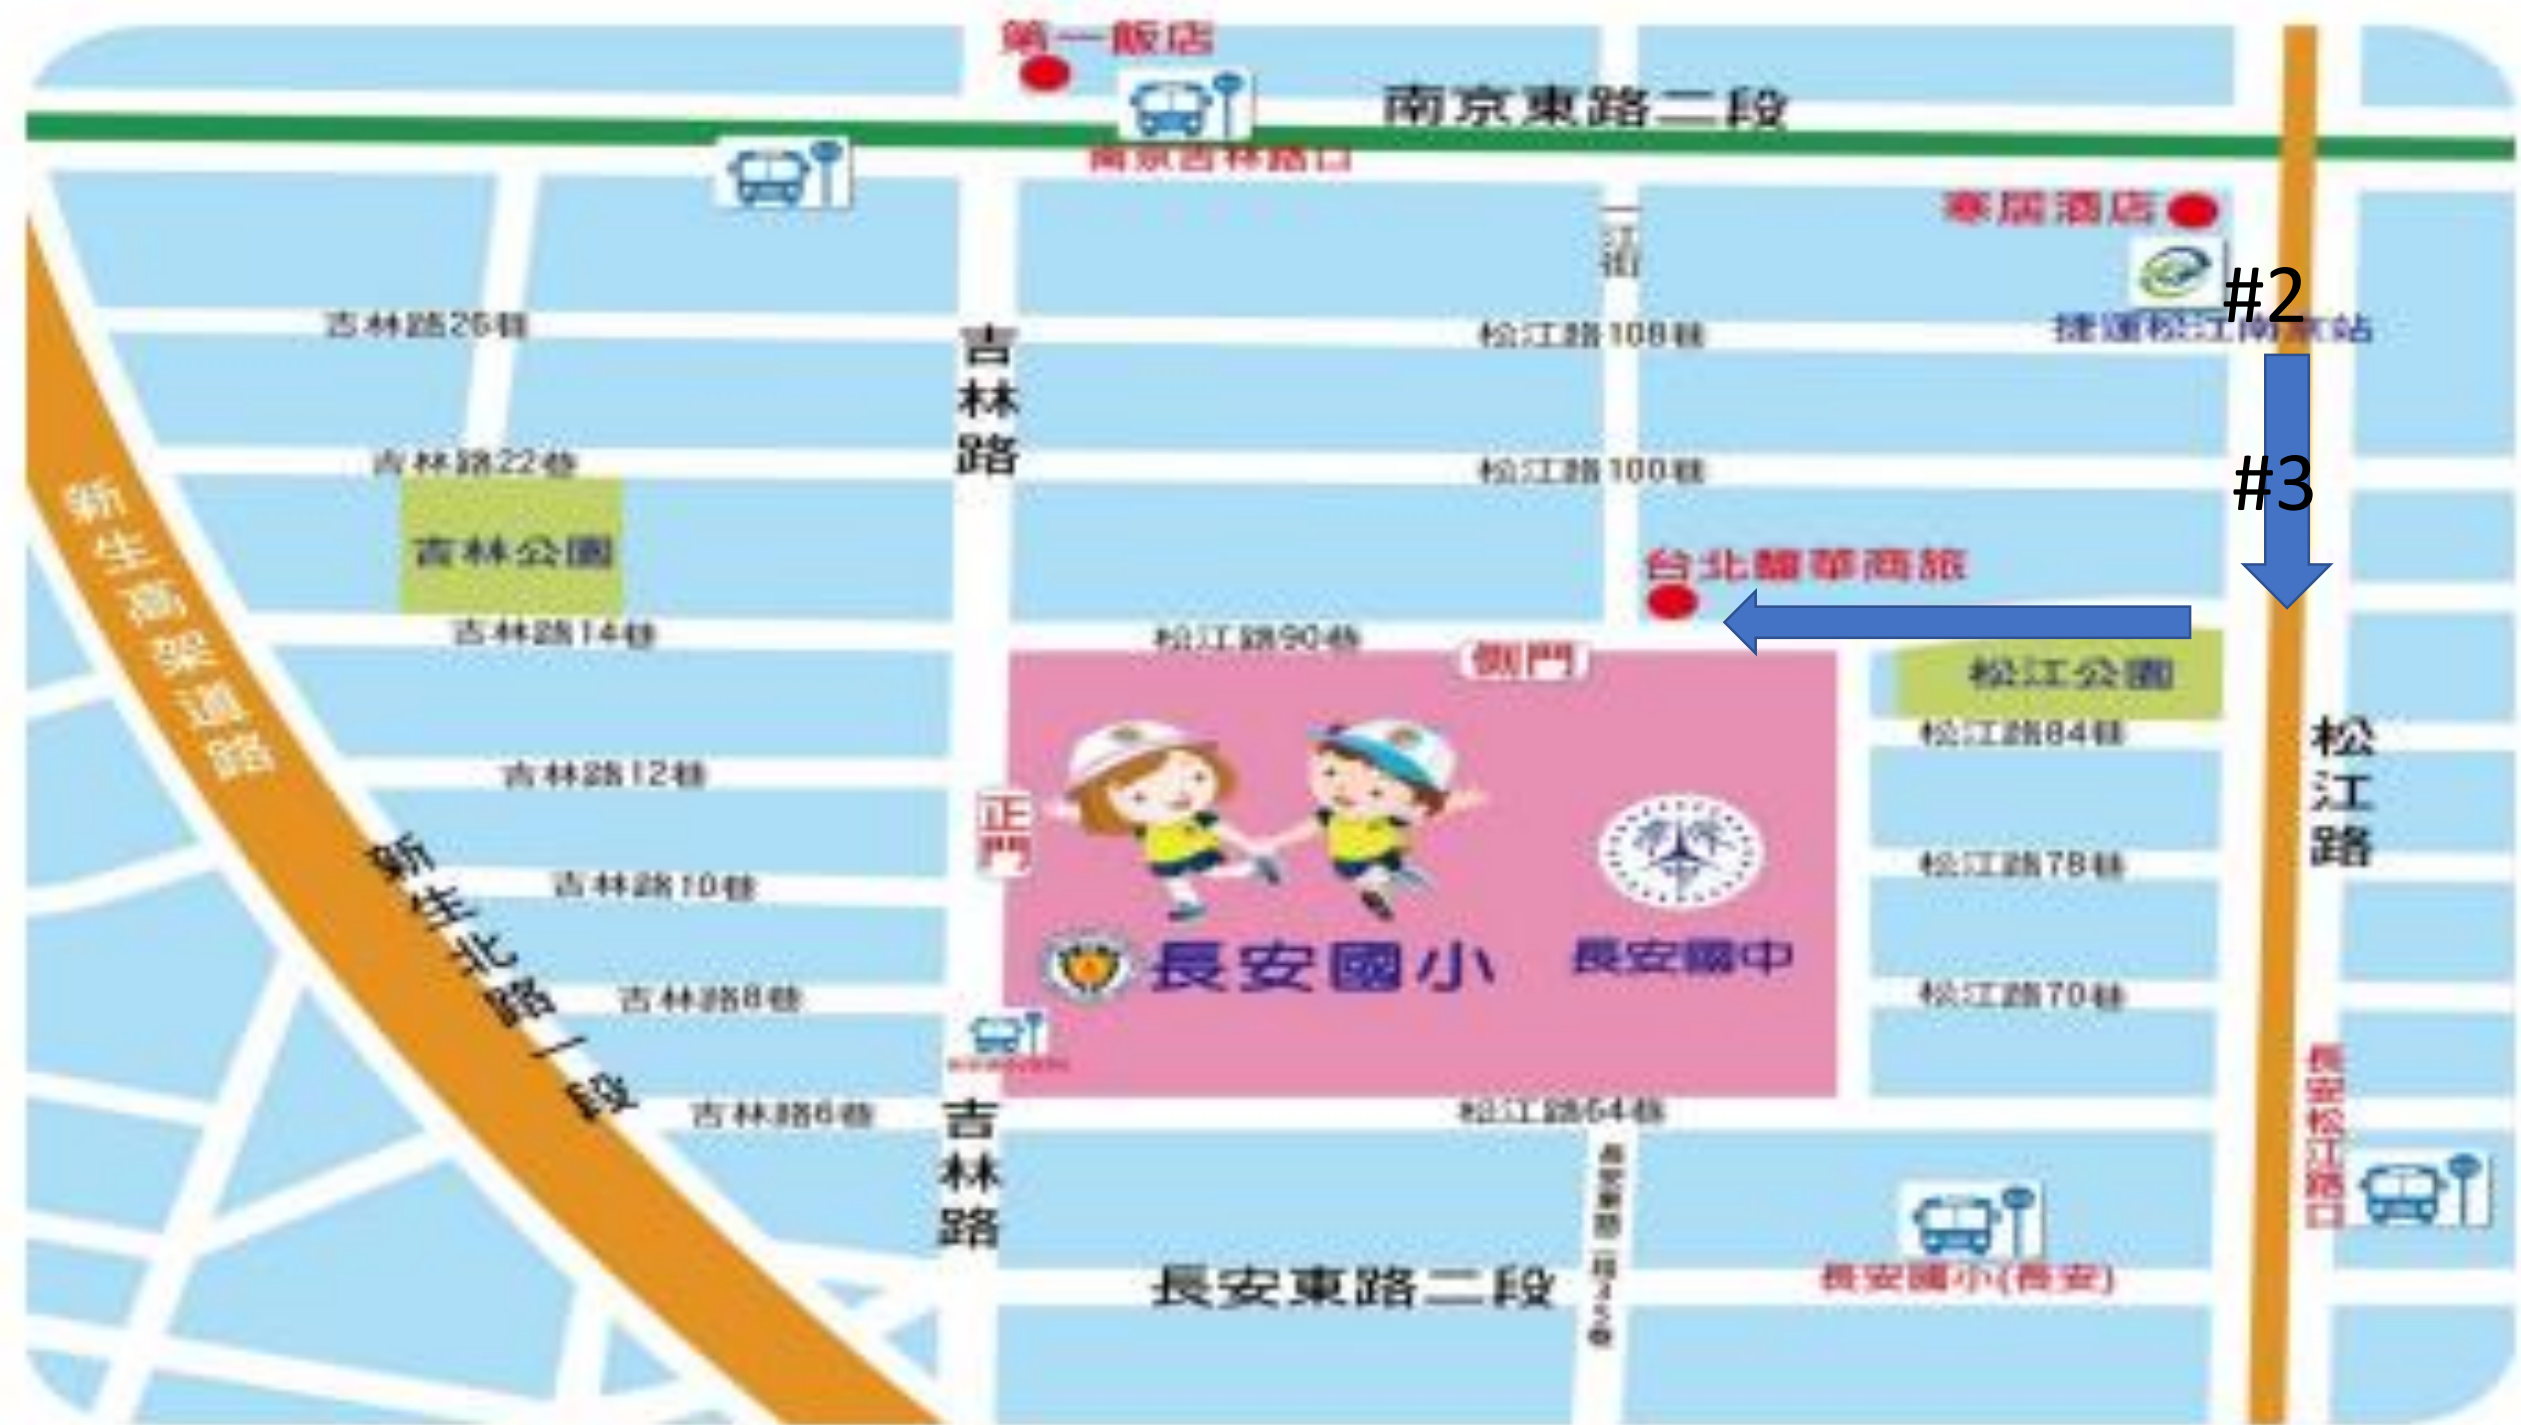 第一飯店
南京東路二段
南京吉林路口
寒居酒店
一江街
#2
捷運松江南京站
吉林路26巷
吉林路
松江路108巷
吉林路22巷
松江路100巷
#3
吉林公園
台北馥華商旅
新生高架道路
吉林路14巷
松江路90巷
側門
松江公園
松江路84巷
松江路
吉林路12巷
正門
吉林路10巷
松江路78巷
新生北路一段
長安國小
長安國中
吉林路8巷
松江路70巷
長安松江路口
吉林路6巷
吉林路
松江路64巷
長安東路二段
長安國小(長安)